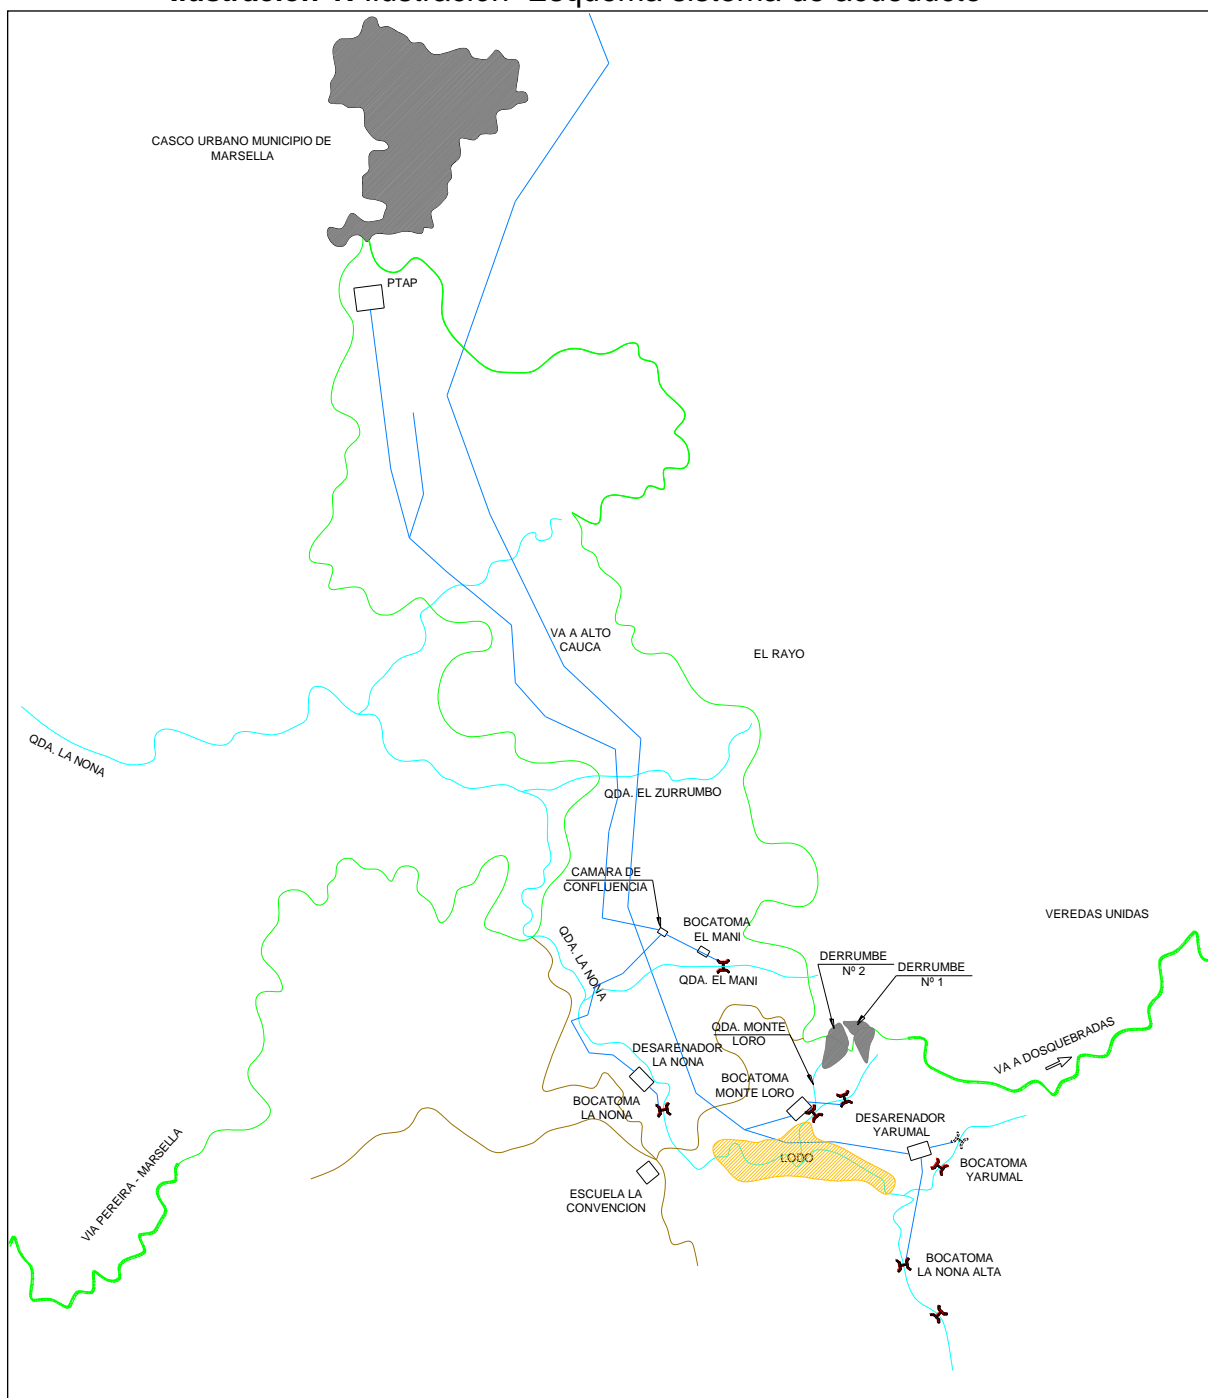 CASCO URBANO MUNICIPIO DE
MARSELLA
PTAP
VA A ALTO
CAUCA
EL RAYO
QDA. LA NONA
QDA. EL ZURRUMBO
CAMARA DE
CONFLUENCIA
BOCATOMA
EL MANI
VEREDAS UNIDAS
QDA. LA NONA
DERRUMBE
Nº 2
DERRUMBE
Nº 1
QDA. EL MANI
QDA. MONTE
LORO
VA A DOSQUEBRADAS
DESARENADOR
LA NONA
BOCATOMA
MONTE LORO
BOCATOMA
LA NONA
DESARENADOR
YARUMAL
LODO
BOCATOMA
YARUMAL
VIA PEREIRA - MARSELLA
ESCUELA LA
CONVENCION
BOCATOMA
LA NONA ALTA